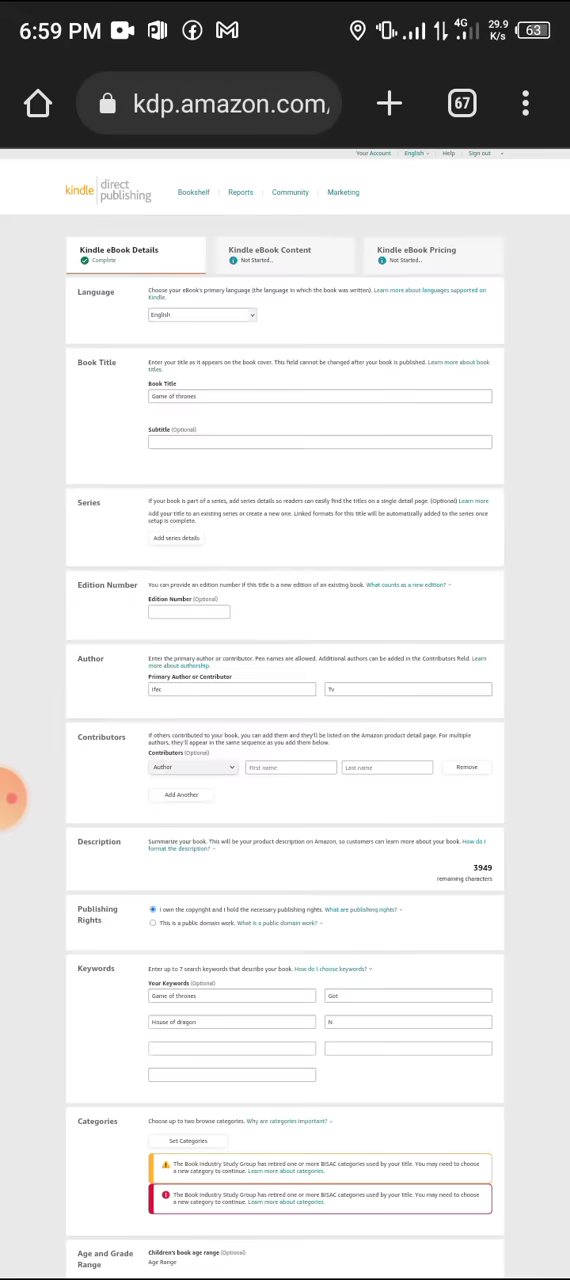 6:59 PM
4G
29.9
K/s
63
kdp.amazon.com,
67
Your Account
English
Help
Sign out
kindle direct
publishing
Bookshelf
Reports
Community
Marketing
Kindle eBook Details
Complete
Kindle eBook Content
Not Started...
Kindle eBook Pricing
Not Started...
Language
Choose your eBook's primary language (the language in which the book was written). Learn more about languages supported on
Kindle.
English
Book Title
Enter your title as it appears on the book cover. This field cannot be changed after your book is published. Learn more about book
titles.
Book Title
Game of thrones
Subtitle (Optional)
Series
If your book is part of a series, add series details so readers can easily find the titles on a single detail page. (Optional) Learn more
Add your title to an existing series or create a new one. Linked formats for this title will be automatically added to the series once
setup is complete.
Add series details
Edition Number
You can provide an edition number if this title is a new edition of an existing book. What counts as a new edition?
Edition Number (Optional)
Author
Enter the primary author or contributor. Pen names are allowed. Additional authors can be added in the Contributors field. Learn
more about authorship.
Primary Author or Contributor
Tv
Contributors
If others contributed to your book, you can add them and they'll be listed on the Amazon product detail page. For multiple
authors, they'll appear in the same sequence as you add them below.
Contributors (Optional)
Author
First name
Last name
Remove
Add Another
Description
Summarize your book. This will be your product description on Amazon, so customers can learn more about your book. How do I
format the description?
3949
remaining characters
Publishing
Rights
I own the copyright and I hold the necessary publishing rights. What are publishing rights?
This is a public domain work. What is a public domain work?
Keywords
Enter up to 7 search keywords that describe your book. How do I choose keywords?
Your Keywords (Optional)
Game of thrones
Got
House of dragon
N
Categories
Choose up to two browse categories. Why are categories important?
Set Categories
The Book Industry Study Group has retired one or more BISAC categories used by your title. You may need to choose
a new category to continue. Learn more about categories.
The Book Industry Study Group has retired one or more BISAC categories used by your title. You may need to choose
a new category to continue. Learn more about categories.
Age and Grade
Range
Children's book age range (Optional)
Age Range